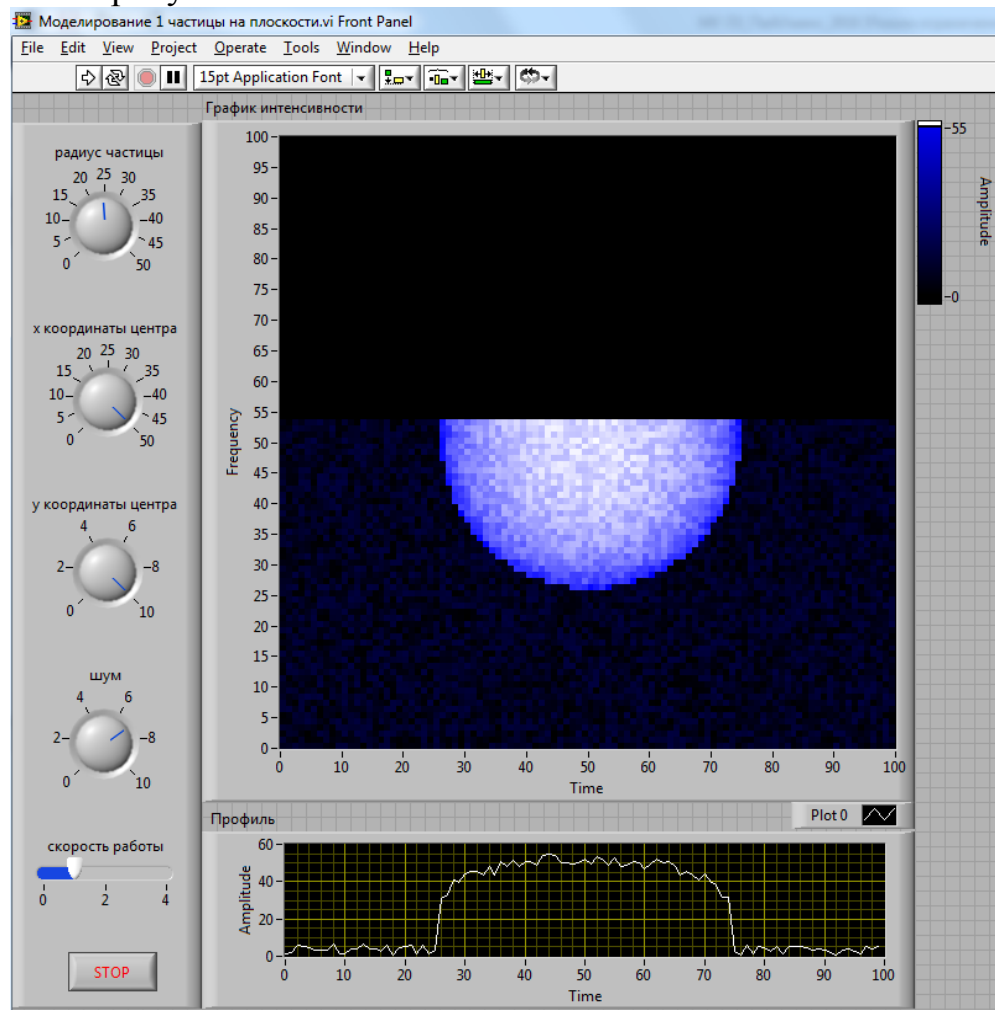 Моделирование 1 частицы на плоскости.vi Front Panel
File Edit View Project Operate Tools Window Help
15pt Application Font
График интенсивности
радиус частицы
0 5 10 15 20 25 30 35 40 45 50
x координаты центра
0 5 10 15 20 25 30 35 40 45 50
y координаты центра
0 2 4 6 8 10
шум
0 2 4 6 8 10
скорость работы
0 2 4
STOP
Frequency
100
95
90
85
80
75
70
65
60
55
50
45
40
35
30
25
20
15
10
5
0
0 10 20 30 40 50 60 70 80 90 100
Time
55
0
Amplitude
Профиль
Plot 0
Amplitude
60
40
20
0
0 10 20 30 40 50 60 70 80 90 100
Time